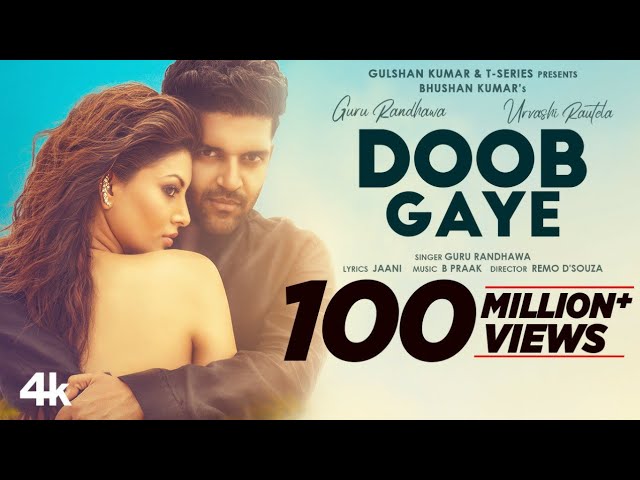 GULSHAN KUMAR & T-SERIES PRESENTS
BHUSHAN KUMAR's
Guru Randhawa Urvashi Rautela
DOOB
GAYE
SINGER GURU RANDHAWA
LYRICS JAANI MUSIC B PRAAK DIRECTOR REMO D'SOUZA
100 MILLION+
VIEWS
4k